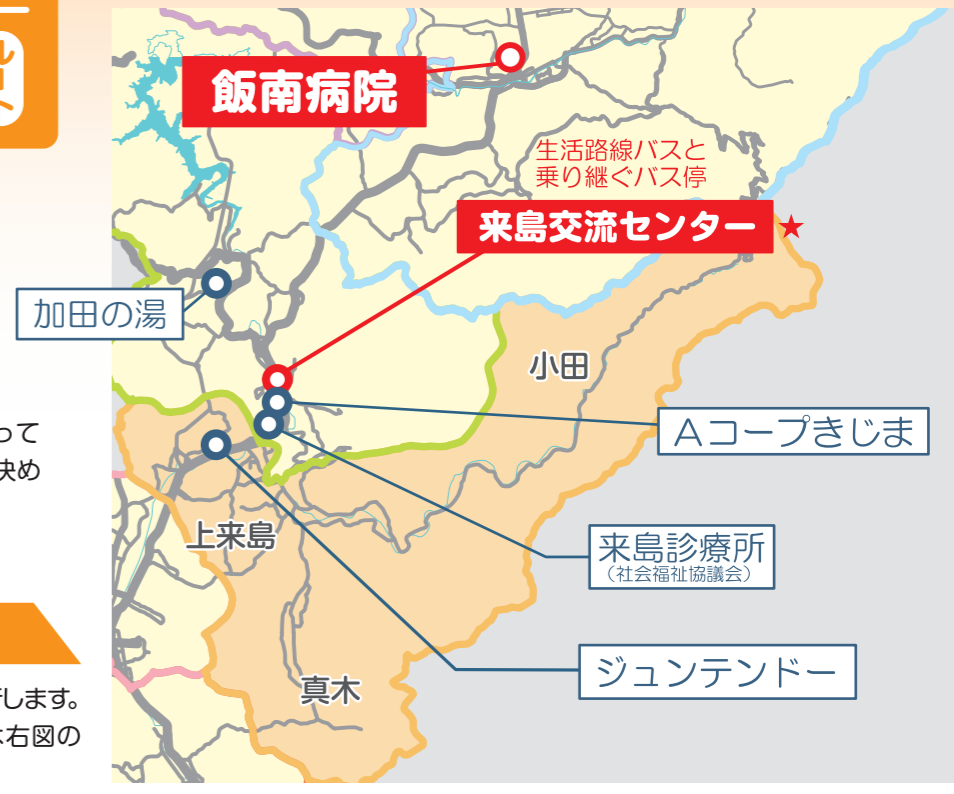 飯南病院
生活路線バスと
乗り継ぐバス停
来島交流センター ★
加田の湯
小田
Aコープきじま
って
決め
上来島
来島診療所
(社会福祉協議会)
ジュンテンドー
真木
します。
右図の